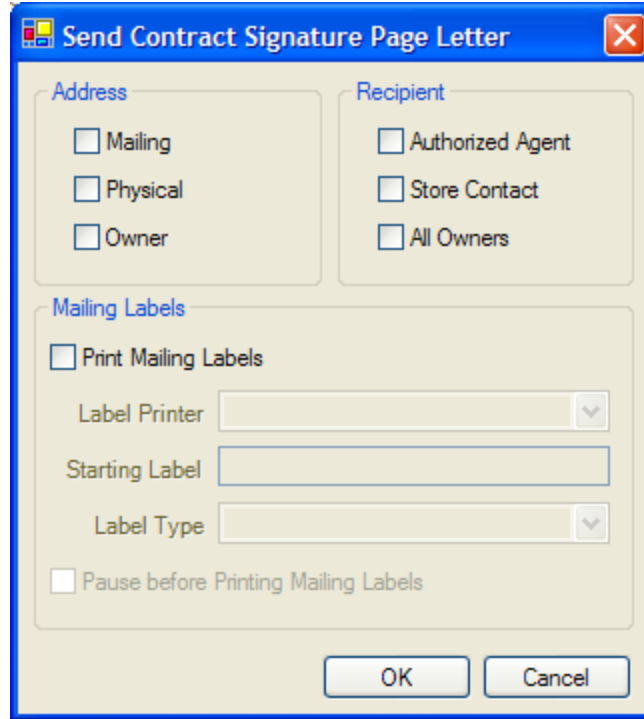 Send Contract Signature Page Letter
Address
Mailing
Physical
Owner
Recipient
Authorized Agent
Store Contact
All Owners
Mailing Labels
Print Mailing Labels
Label Printer
Starting Label
Label Type
Pause before Printing Mailing Labels
OK
Cancel